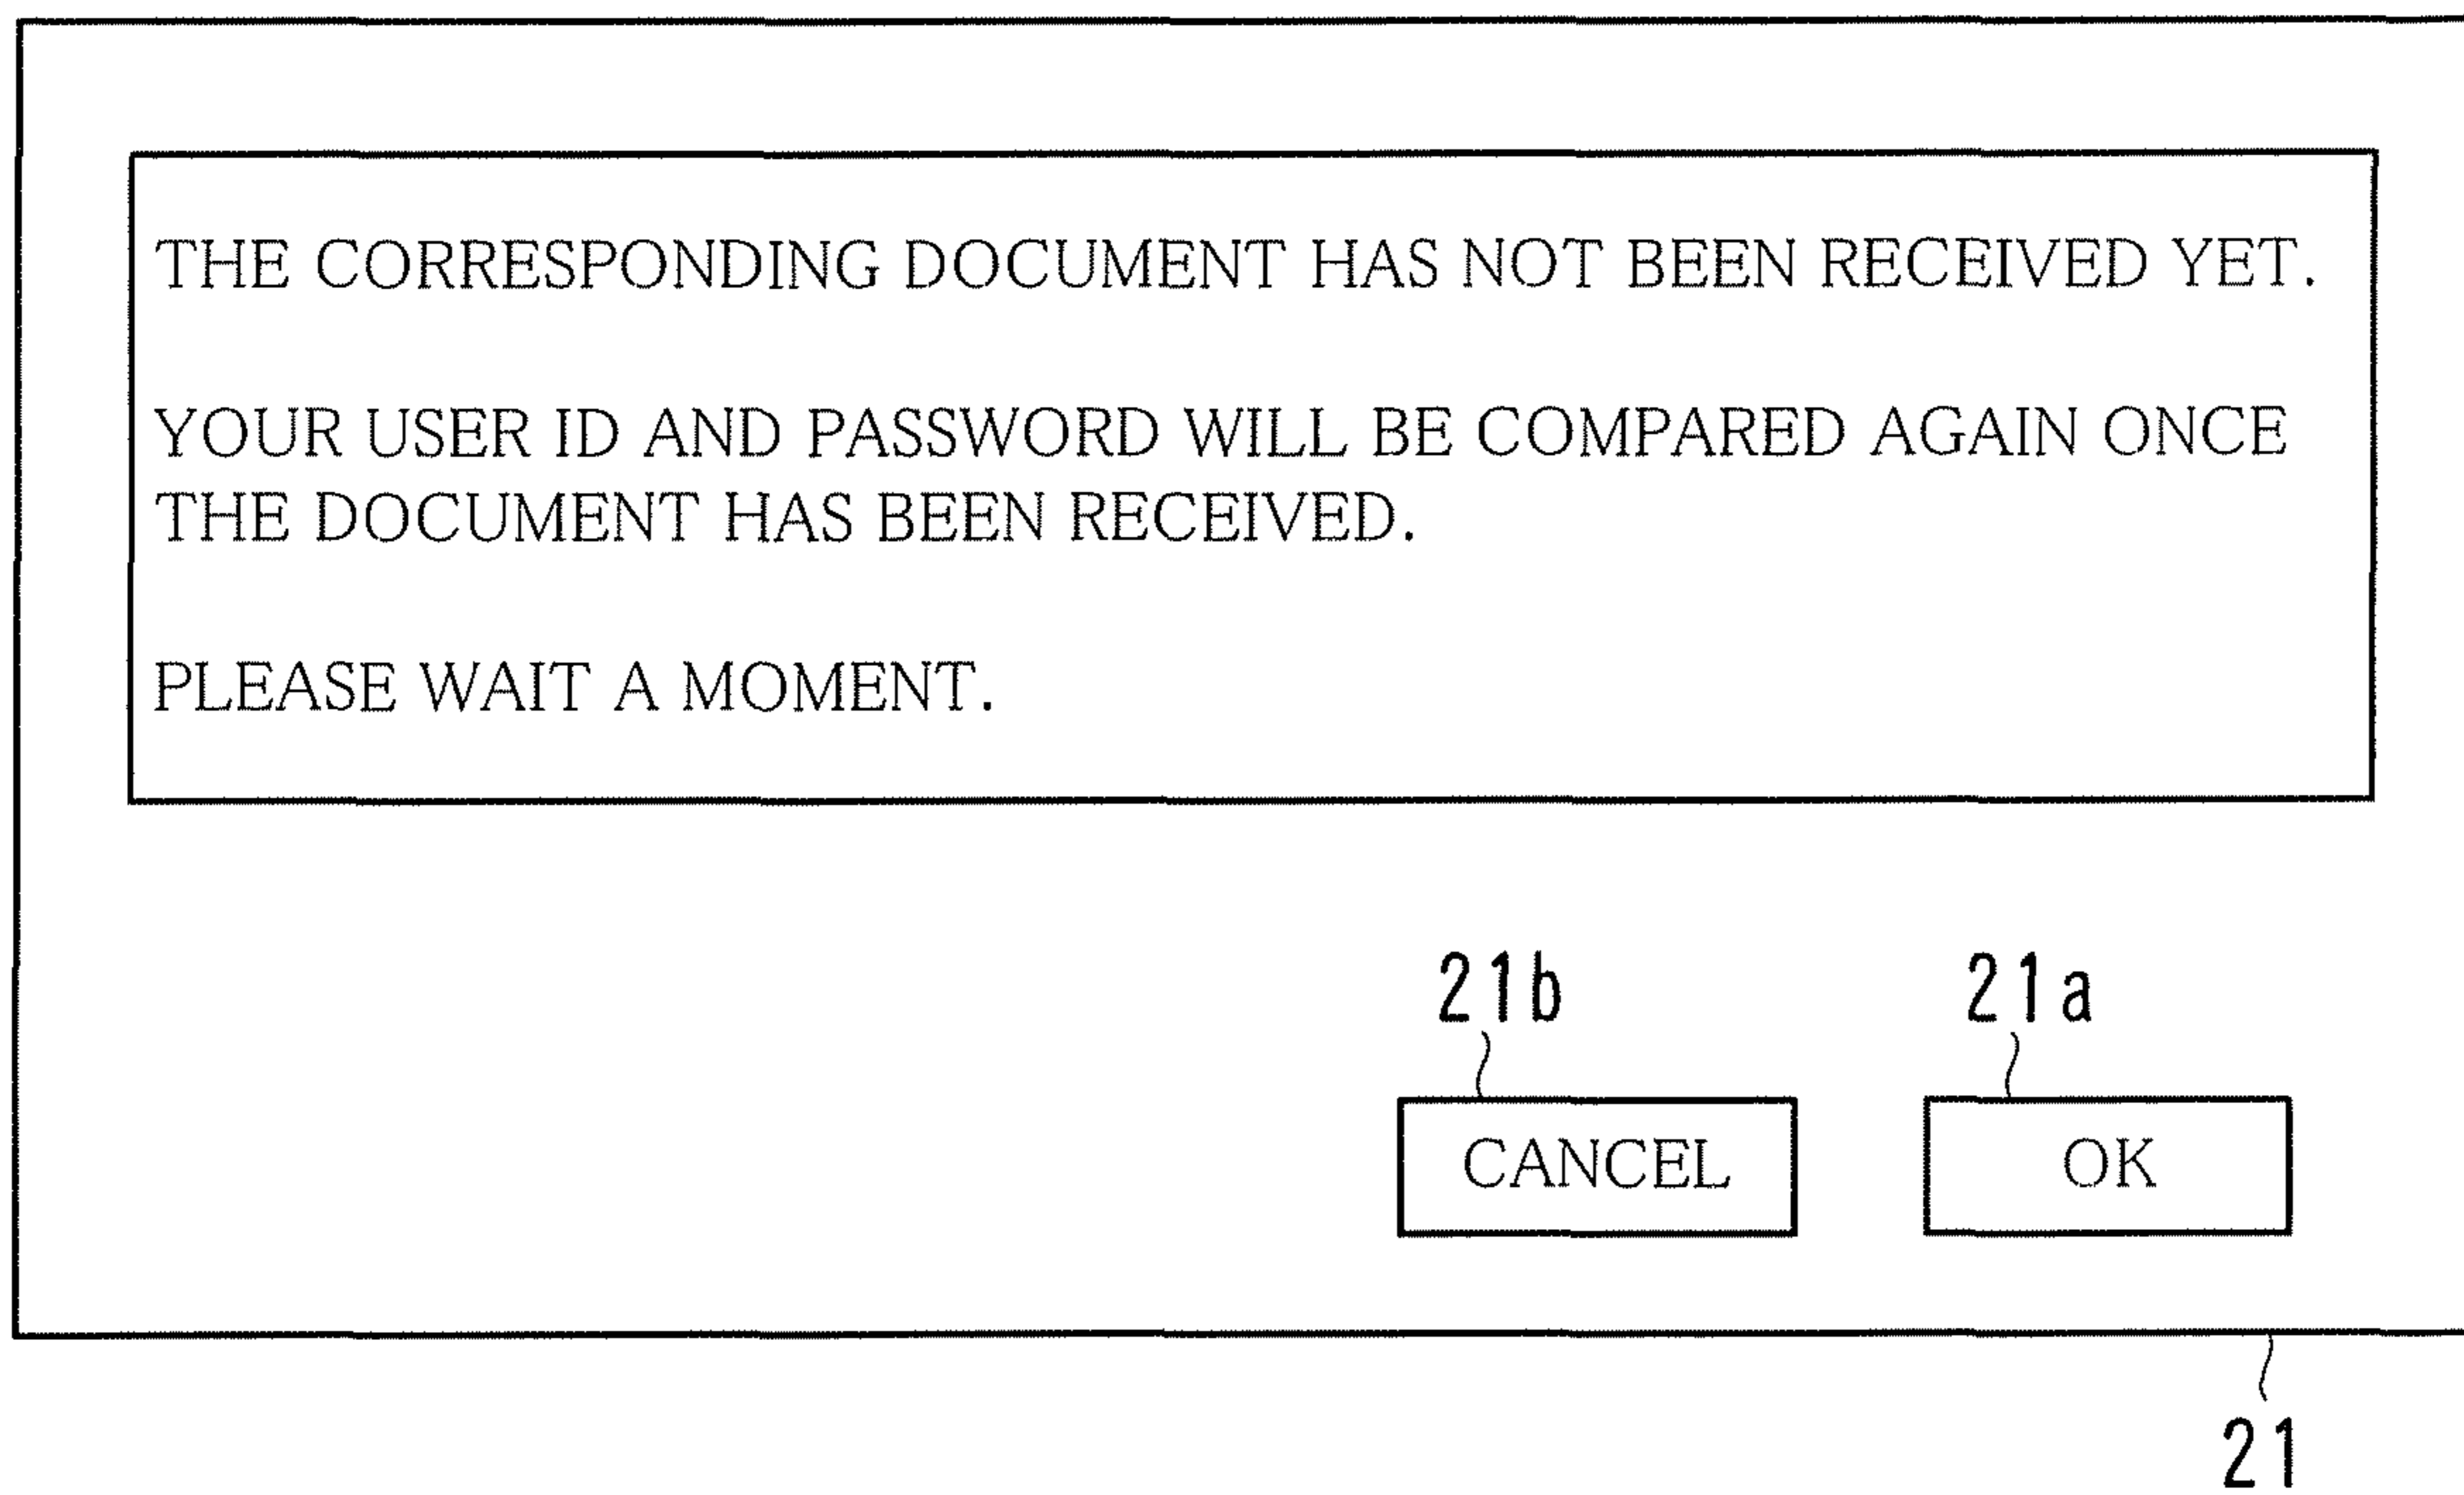 THE CORRESPONDING DOCUMENT HAS NOT BEEN RECEIVED YET.
YOUR USER ID AND PASSWORD WILL BE COMPARED AGAIN ONCE
THE DOCUMENT HAS BEEN RECEIVED.
PLEASE WAIT A MOMENT.
21b 21a
CANCEL OK
21